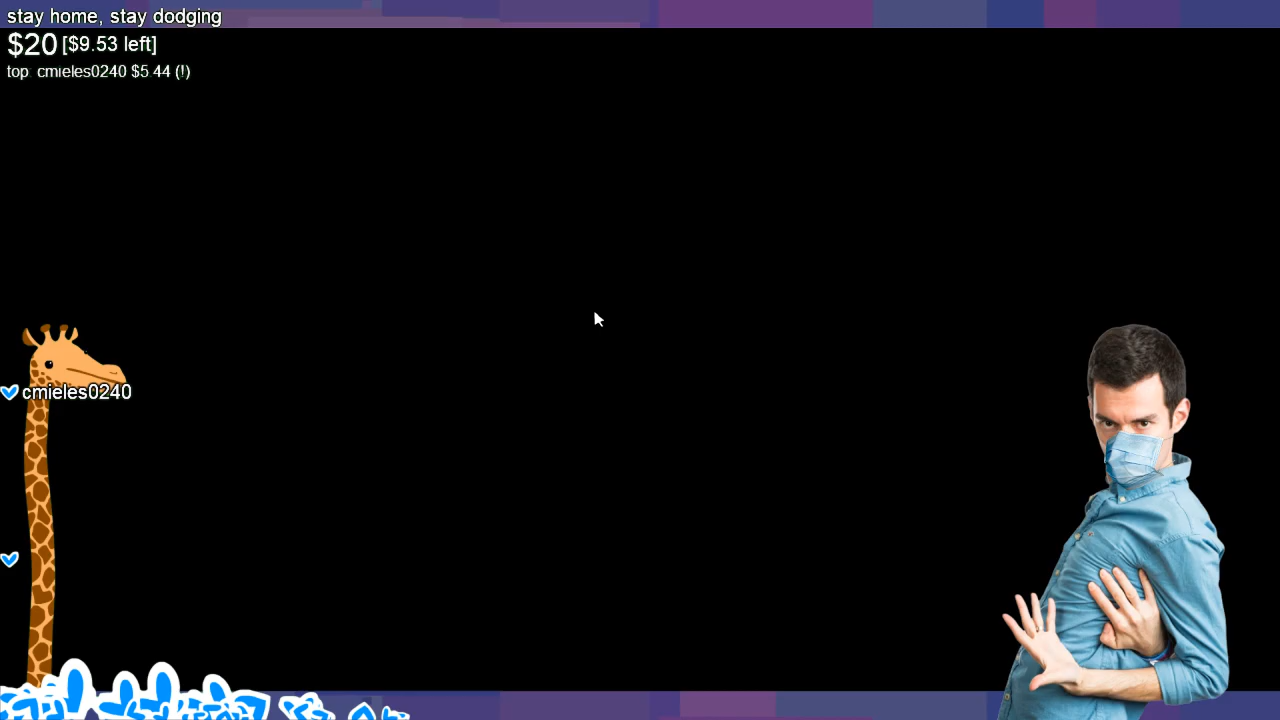 stay home, stay dodging
$20 [$9.53 left]
top: cmieles0240 $5.44 (!)
cmieles0240